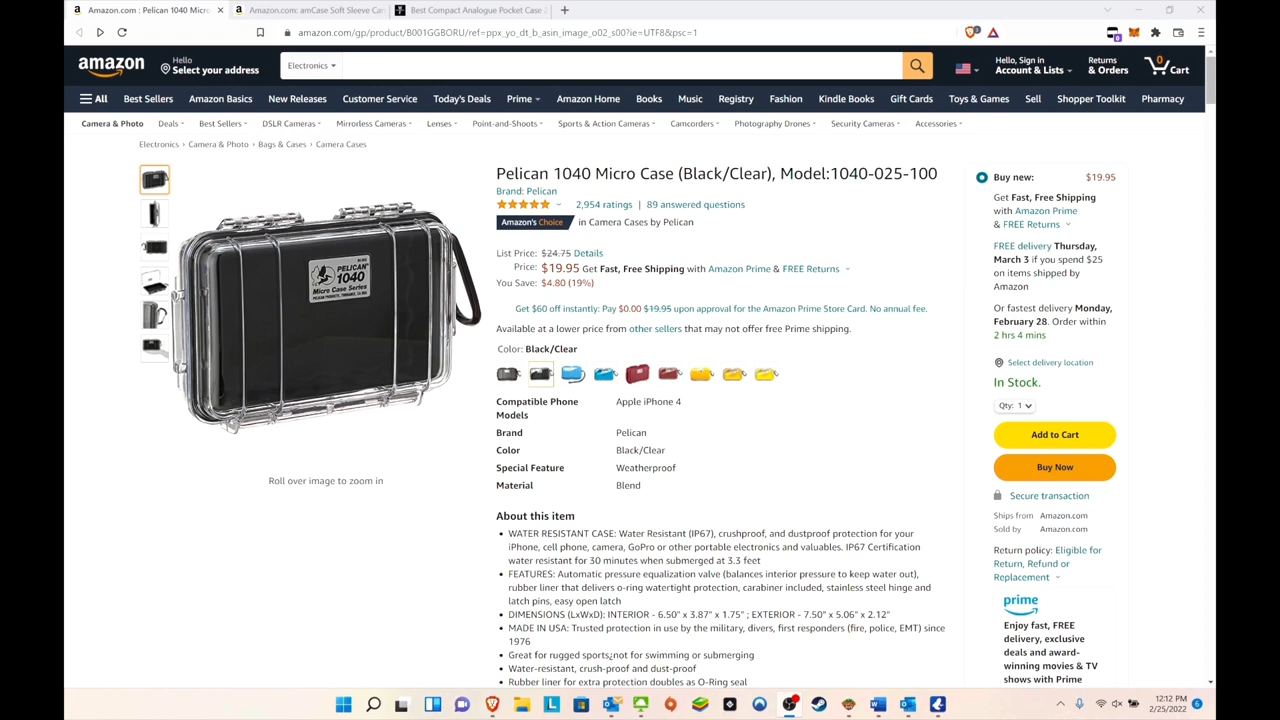 Amazon.com : Pelican 1040 Micro
Amazon.com: amCase Soft Sleeve Car
Best Compact Analogue Pocket Case
amazon.com/gp/product/B001GGBORU/ref=ppx_yo_dt_b_asin_image_o02_s00?ie=UTF8&psc=1
amazon
Hello
Select your address
Electronics
Hello, Sign in
Account & Lists
Returns
& Orders
0
Cart
All
Best Sellers
Amazon Basics
New Releases
Customer Service
Today's Deals
Prime
Amazon Home
Books
Music
Registry
Fashion
Kindle Books
Gift Cards
Toys & Games
Sell
Shopper Toolkit
Pharmacy
Camera & Photo
Deals
Best Sellers
DSLR Cameras
Mirrorless Cameras
Lenses
Point-and-Shoots
Sports & Action Cameras
Camcorders
Photography Drones
Security Cameras
Accessories
Electronics › Camera & Photo › Bags & Cases › Camera Cases
PELICAN
1040
Micro Case Series
Roll over image to zoom in
Pelican 1040 Micro Case (Black/Clear), Model:1040-025-100
Brand: Pelican
2,954 ratings | 89 answered questions
Amazon's Choice in Camera Cases by Pelican
List Price: $24.75 Details
Price: $19.95 Get Fast, Free Shipping with Amazon Prime & FREE Returns
You Save: $4.80 (19%)
Get $60 off instantly: Pay $0.00 $19.95 upon approval for the Amazon Prime Store Card. No annual fee.
Available at a lower price from other sellers that may not offer free Prime shipping.
Color: Black/Clear
Compatible Phone Models Apple iPhone 4
Brand Pelican
Color Black/Clear
Special Feature Weatherproof
Material Blend
About this item
• WATER RESISTANT CASE: Water Resistant (IP67), crushproof, and dustproof protection for your
iPhone, cell phone, camera, GoPro or other portable electronics and valuables. IP67 Certification
water resistant for 30 minutes when submerged at 3.3 feet
• FEATURES: Automatic pressure equalization valve (balances interior pressure to keep water out),
rubber liner that delivers o-ring watertight protection, carabiner included, stainless steel hinge and
latch pins, easy open latch
• DIMENSIONS (LxWxD): INTERIOR - 6.50" x 3.87" x 1.75" ; EXTERIOR - 7.50" x 5.06" x 2.12"
• MADE IN USA: Trusted protection in use by the military, divers, first responders (fire, police, EMT) since
1976
• Great for rugged sports¿not for swimming or submerging
• Water-resistant, crush-proof and dust-proof
• Rubber liner for extra protection doubles as O-Ring seal
Buy new: $19.95
Get Fast, Free Shipping
with Amazon Prime
& FREE Returns
FREE delivery Thursday,
March 3 if you spend $25
on items shipped by
Amazon
Or fastest delivery Monday,
February 28. Order within
2 hrs 4 mins
Select delivery location
In Stock.
Qty: 1
Add to Cart
Buy Now
Secure transaction
Ships from Amazon.com
Sold by Amazon.com
Return policy: Eligible for
Return, Refund or
Replacement
prime
Enjoy fast, FREE
delivery, exclusive
deals and award-
winning movies & TV
shows with Prime
12:12 PM
2/25/2022